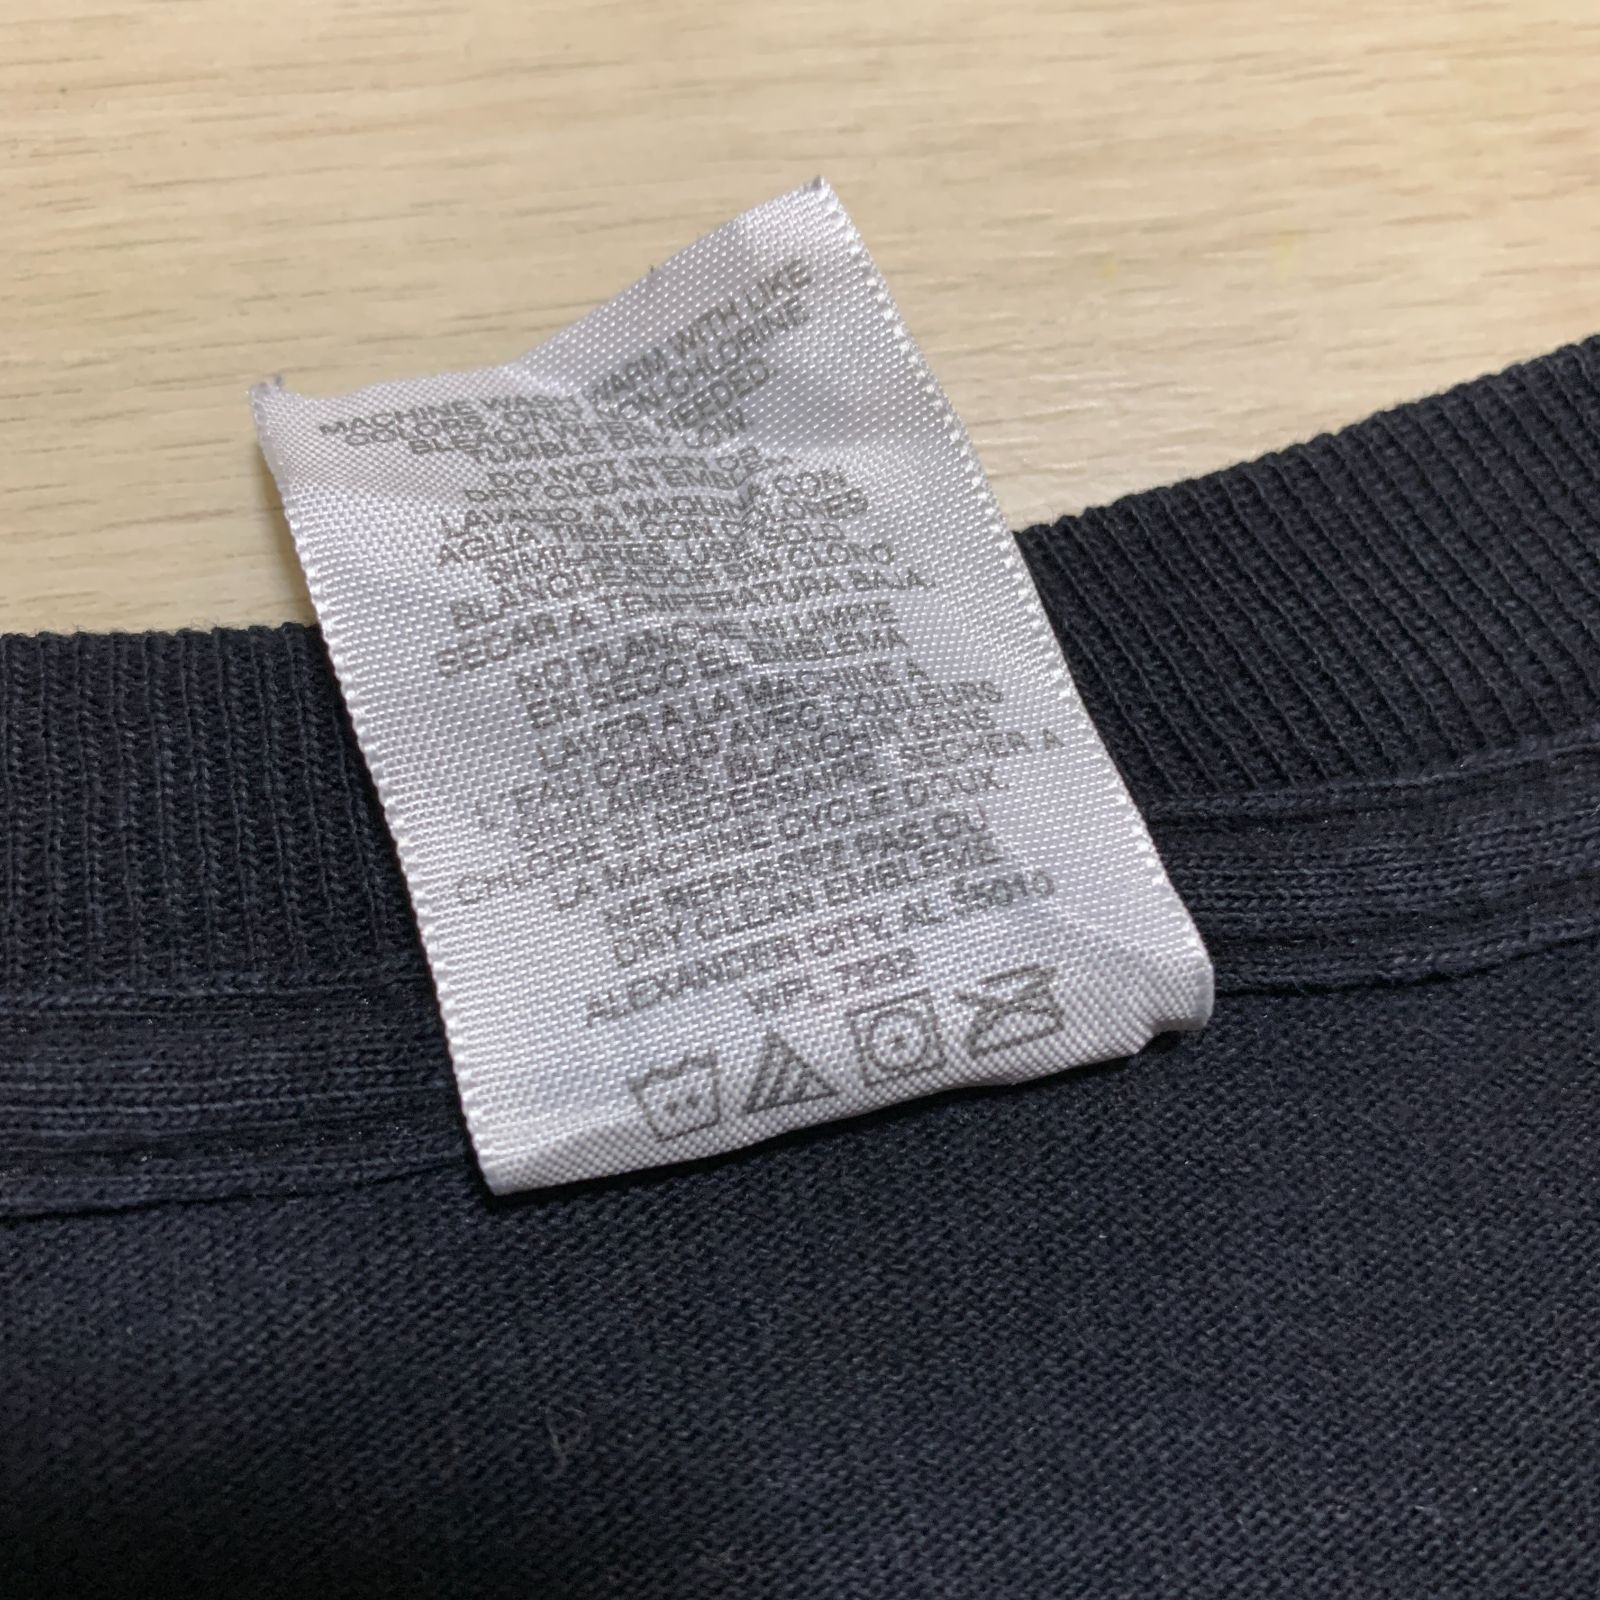 MACHINE WASH WARM WITH LIKE
COLORS, ONLY NON-CHLORINE
BLEACH WHEN NEEDED
TUMBLE DRY LOW
DO NOT IRON OR
DRY CLEAN EMBL
LAVADO A MAQUINA CON
AGUA TIBIA CON COLORES
SIMILARES. USE SOLO
BLANQUEADOR SIN CLORO
SECAR A TEMPERATURA BAJA.
NO PLANCHE NI LIMPIE
EN SECO EL EMBLEMA
LAVER A LA MACHINE A
EAU CHAUD AVEC COULEURS
SIMILAIRES, BLANCHIR SANS
CHLORE SI NECESSAIRE SECHER A
LA MACHINE CYCLE DOUX.
NE REPASSEZ PAS OU
DRY CLEAN EMBLEME
ALEXANDER CITY, AL 35010
WPL 7232